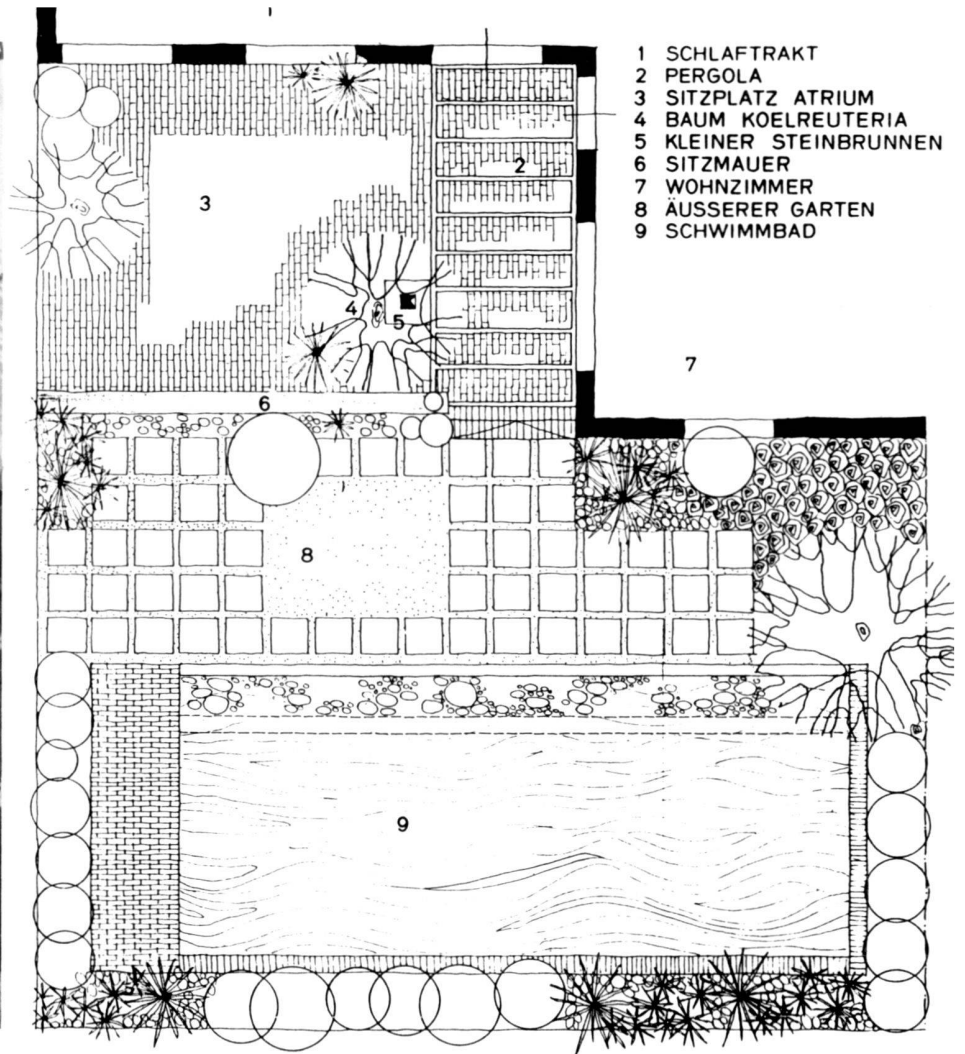 1 SCHLAFTRAKT
2 PERGOLA
3 SITZPLATZ ATRIUM
4 BAUM KOELREUTERIA
5 KLEINER STEINBRUNNEN
6 SITZMAUER
7 WOHNZIMMER
8 ÄUSSERER GARTEN
9 SCHWIMMBAD
2
3
4
5
7
6
8
9